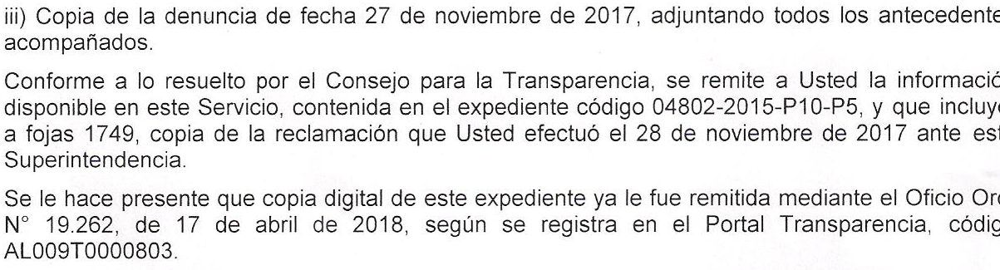 iii) Copia de la denuncia de fecha 27 de noviembre de 2017, adjuntando todos los antecedente
acompañados.
Conforme a lo resuelto por el Consejo para la Transparencia, se remite a Usted la informació
disponible en este Servicio, contenida en el expediente código 04802-2015-P10-P5, y que incluye
a fojas 1749, copia de la reclamación que Usted efectuó el 28 de noviembre de 2017 ante est
Superintendencia.
Se le hace presente que copia digital de este expediente ya le fue remitida mediante el Oficio Ord
N° 19.262, de 17 de abril de 2018, según se registra en el Portal Transparencia, códig
AL009T0000803.